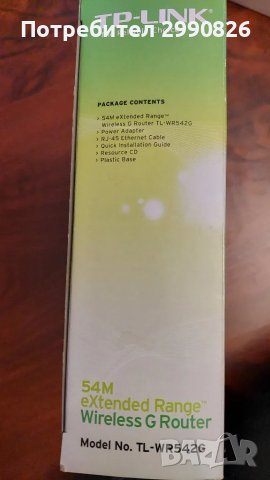 Потребител 2990826
TP-LINK
PACKAGE CONTENTS
> 54M eXtended Range™
Wireless G Router TL-WR542G
> Power Adapter
> RJ-45 Ethernet Cable
> Quick Installation Guide
> Resource CD
> Plastic Base
54M
eXtended Range™
Wireless G Router
Model No. TL-WR542G
BAZAR